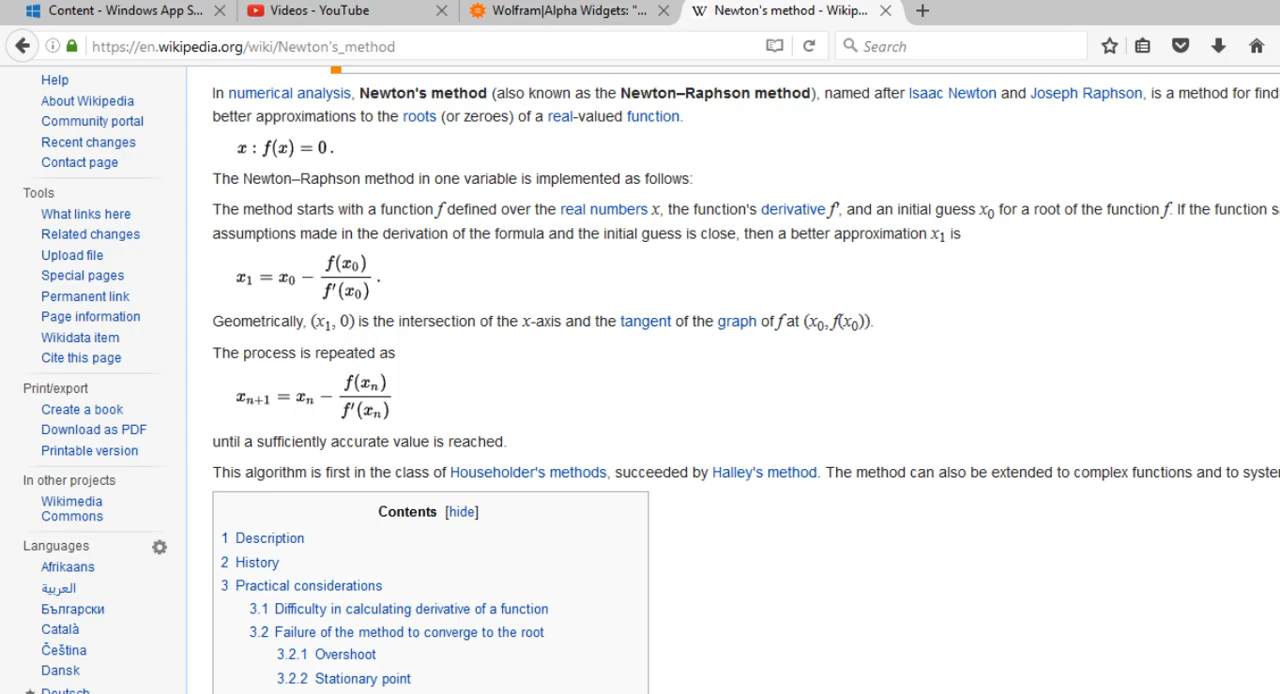 Content - Windows App S...
Videos - YouTube
Wolfram|Alpha Widgets: "...
W Newton's method - Wikip...
https://en.wikipedia.org/wiki/Newton's_method
Search
Help
About Wikipedia
Community portal
Recent changes
Contact page
Tools
What links here
Related changes
Upload file
Special pages
Permanent link
Page information
Wikidata item
Cite this page
Print/export
Create a book
Download as PDF
Printable version
In other projects
Wikimedia
Commons
Languages
Afrikaans
العربية
Български
Català
Čeština
Dansk
Deutsch
In numerical analysis, Newton's method (also known as the Newton–Raphson method), named after Isaac Newton and Joseph Raphson, is a method for find
better approximations to the roots (or zeroes) of a real-valued function.
x : f(x) = 0 .
The Newton–Raphson method in one variable is implemented as follows:
The method starts with a function f defined over the real numbers x, the function's derivative f′, and an initial guess x0 for a root of the function f. If the function sa
assumptions made in the derivation of the formula and the initial guess is close, then a better approximation x1 is
x1 = x0 − f(x0) / f′(x0) .
Geometrically, (x1, 0) is the intersection of the x-axis and the tangent of the graph of f at (x0, f(x0)).
The process is repeated as
xn+1 = xn − f(xn) / f′(xn)
until a sufficiently accurate value is reached.
This algorithm is first in the class of Householder's methods, succeeded by Halley's method. The method can also be extended to complex functions and to system
Contents [hide]
1 Description
2 History
3 Practical considerations
3.1 Difficulty in calculating derivative of a function
3.2 Failure of the method to converge to the root
3.2.1 Overshoot
3.2.2 Stationary point